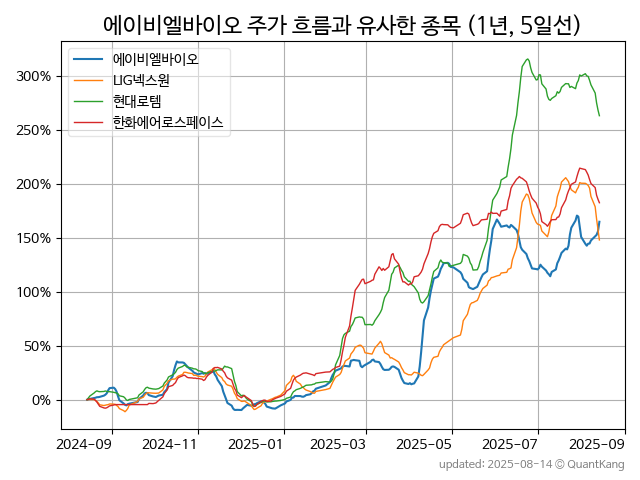 에이비엘바이오 주가 흐름과 유사한 종목 (1년, 5일선)
에이비엘바이오
LIG넥스원
현대로템
한화에어로스페이스
300%
250%
200%
150%
100%
50%
0%
2024-09 2024-11 2025-01 2025-03 2025-05 2025-07 2025-09
updated: 2025-08-14 © QuantKang